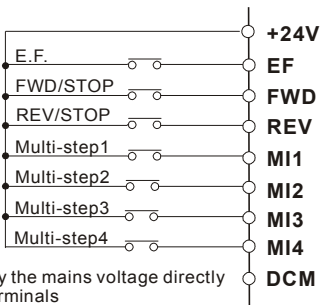 +24V
E.F. EF
FWD/STOP FWD
REV/STOP REV
Multi-step1 MI1
Multi-step2 MI2
Multi-step3 MI3
Multi-step4 MI4
the mains voltage directly DCM